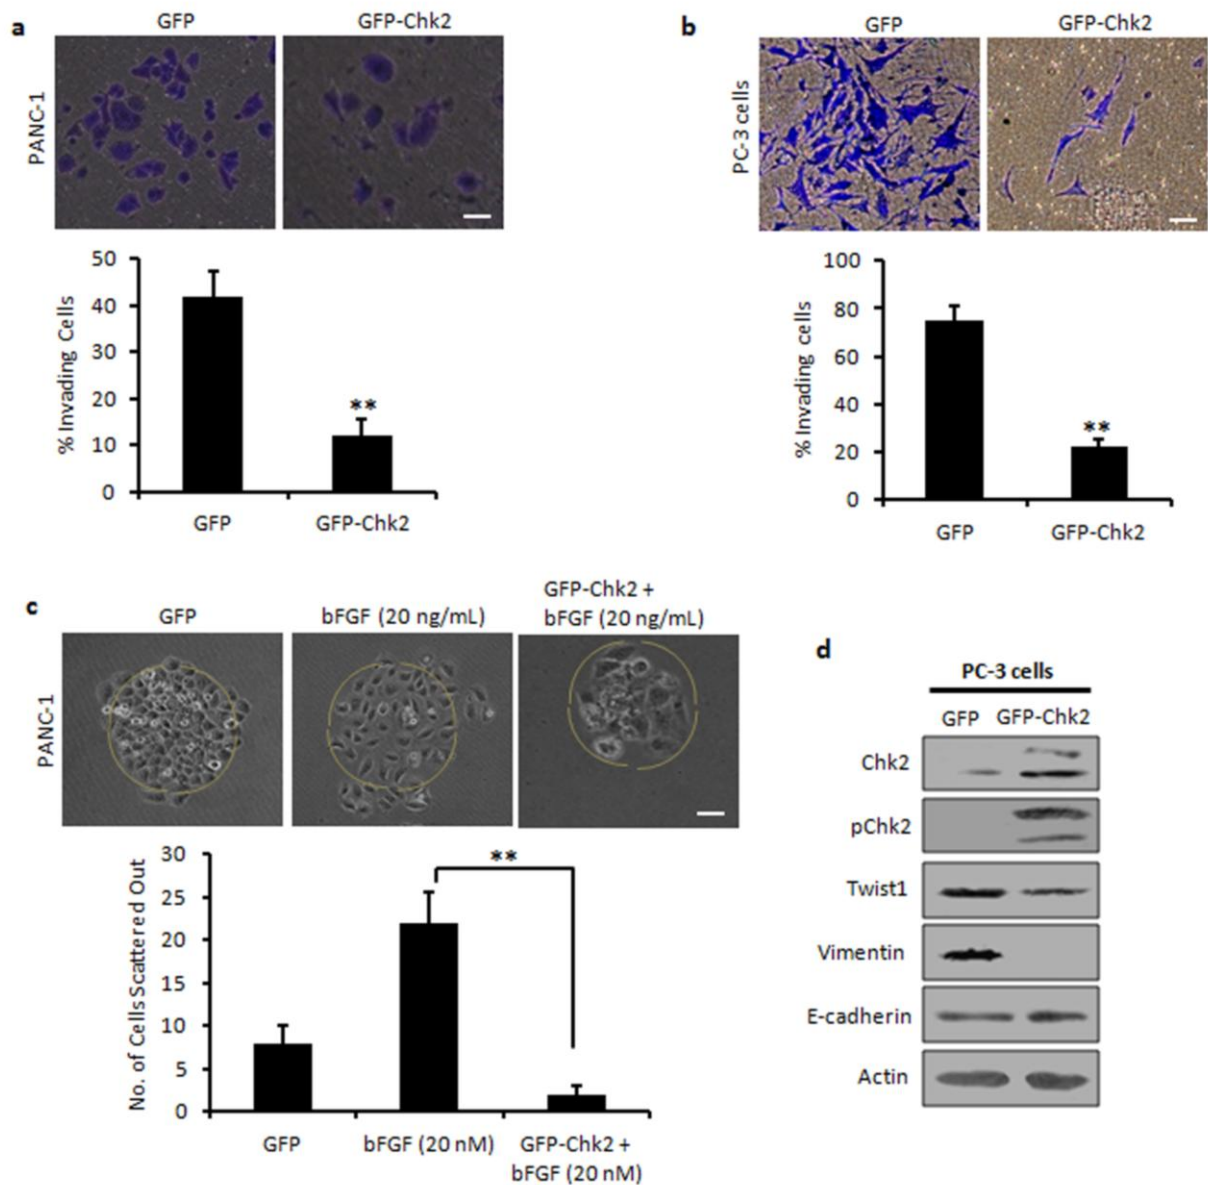 a
GFP
GFP-Chk2
PANC-1
50
40
30
20
10
0
% Invading Cells
**
GFP
GFP-Chk2
b
GFP
GFP-Chk2
PC-3 cells
100
80
60
40
20
0
% Invading cells
**
GFP
GFP-Chk2
c
GFP
bFGF (20 ng/mL)
GFP-Chk2 +
bFGF (20 ng/mL)
PANC-1
30
25
20
15
10
5
0
No. of Cells Scattered Out
**
GFP
bFGF (20 nM)
GFP-Chk2 +
bFGF (20 nM)
d
PC-3 cells
GFP GFP-Chk2
Chk2
pChk2
Twist1
Vimentin
E-cadherin
Actin